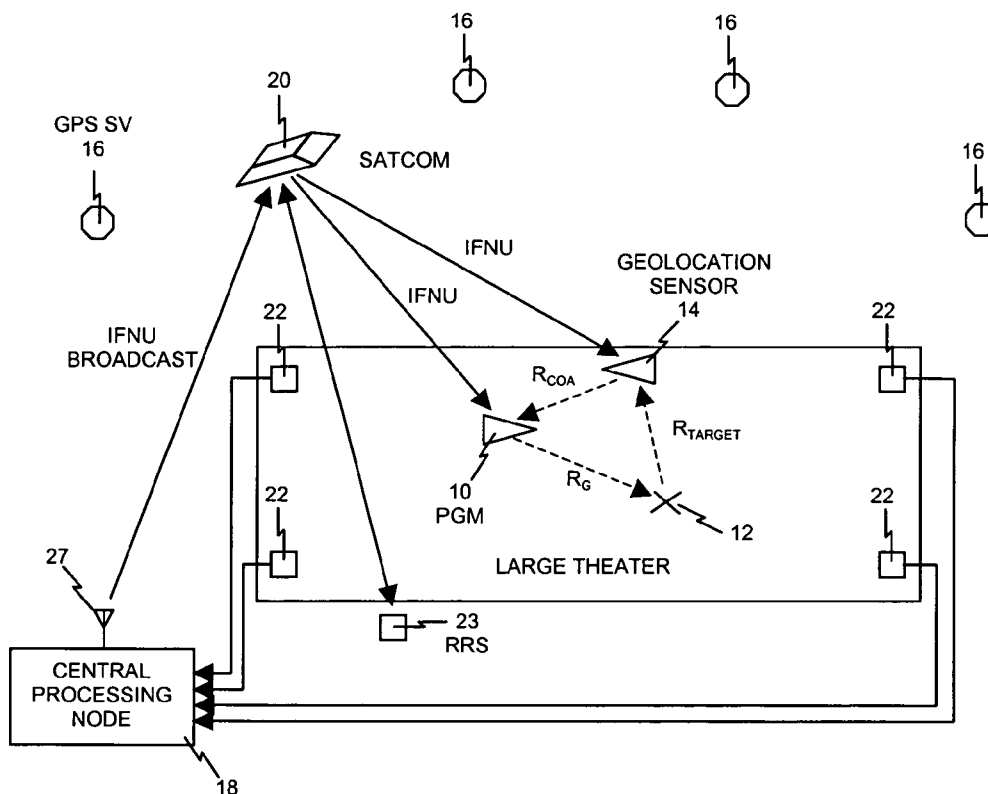 16
16
20
GPS SV
16
SATCOM
16
IFNU
GEOLOCATION
SENSOR
IFNU
14
22
22
IFNU
BROADCAST
R_COA
R_TARGET
R_G
10
PGM
12
22
22
27
LARGE THEATER
23
RRS
CENTRAL
PROCESSING
NODE
18